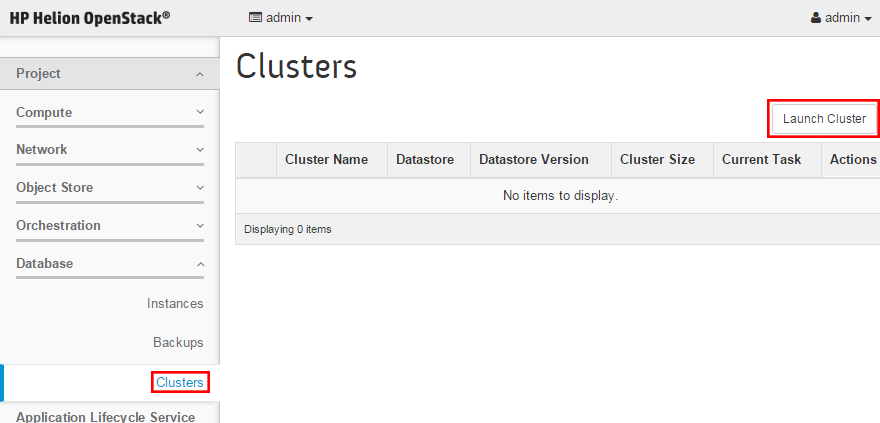 HP Helion OpenStack®
admin
admin
Project
Compute
Network
Object Store
Orchestration
Database
Instances
Backups
Clusters
Application Lifecycle Service
Clusters
Launch Cluster
Cluster Name Datastore Datastore Version Cluster Size Current Task Actions
No items to display.
Displaying 0 items